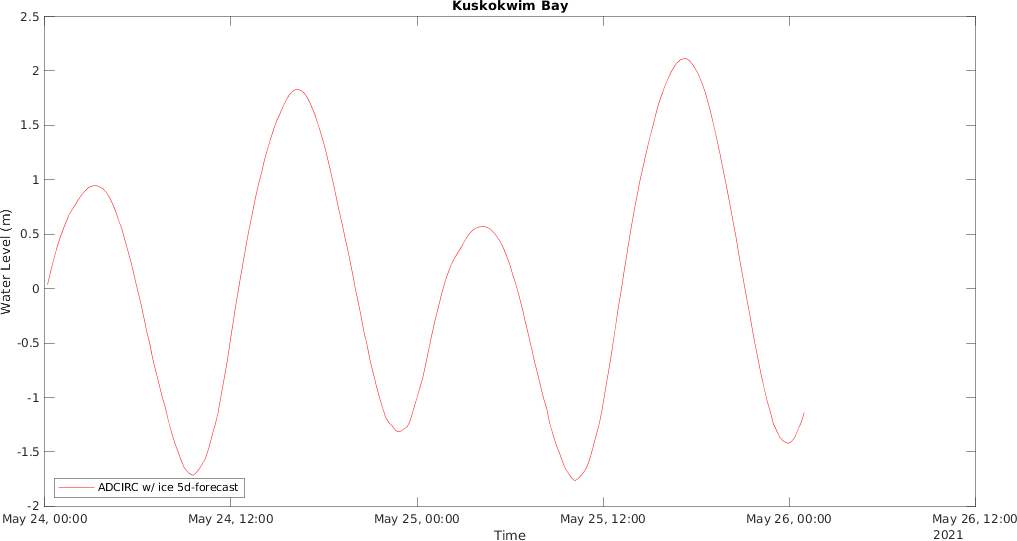 Kuskokwim Bay
2.5
2
1.5
1
0.5
0
-0.5
-1
-1.5
-2
Water Level (m)
ADCIRC w/ ice 5d-forecast
May 24, 00:00 May 24, 12:00 May 25, 00:00 May 25, 12:00 May 26, 00:00 May 26, 12:00
Time
2021